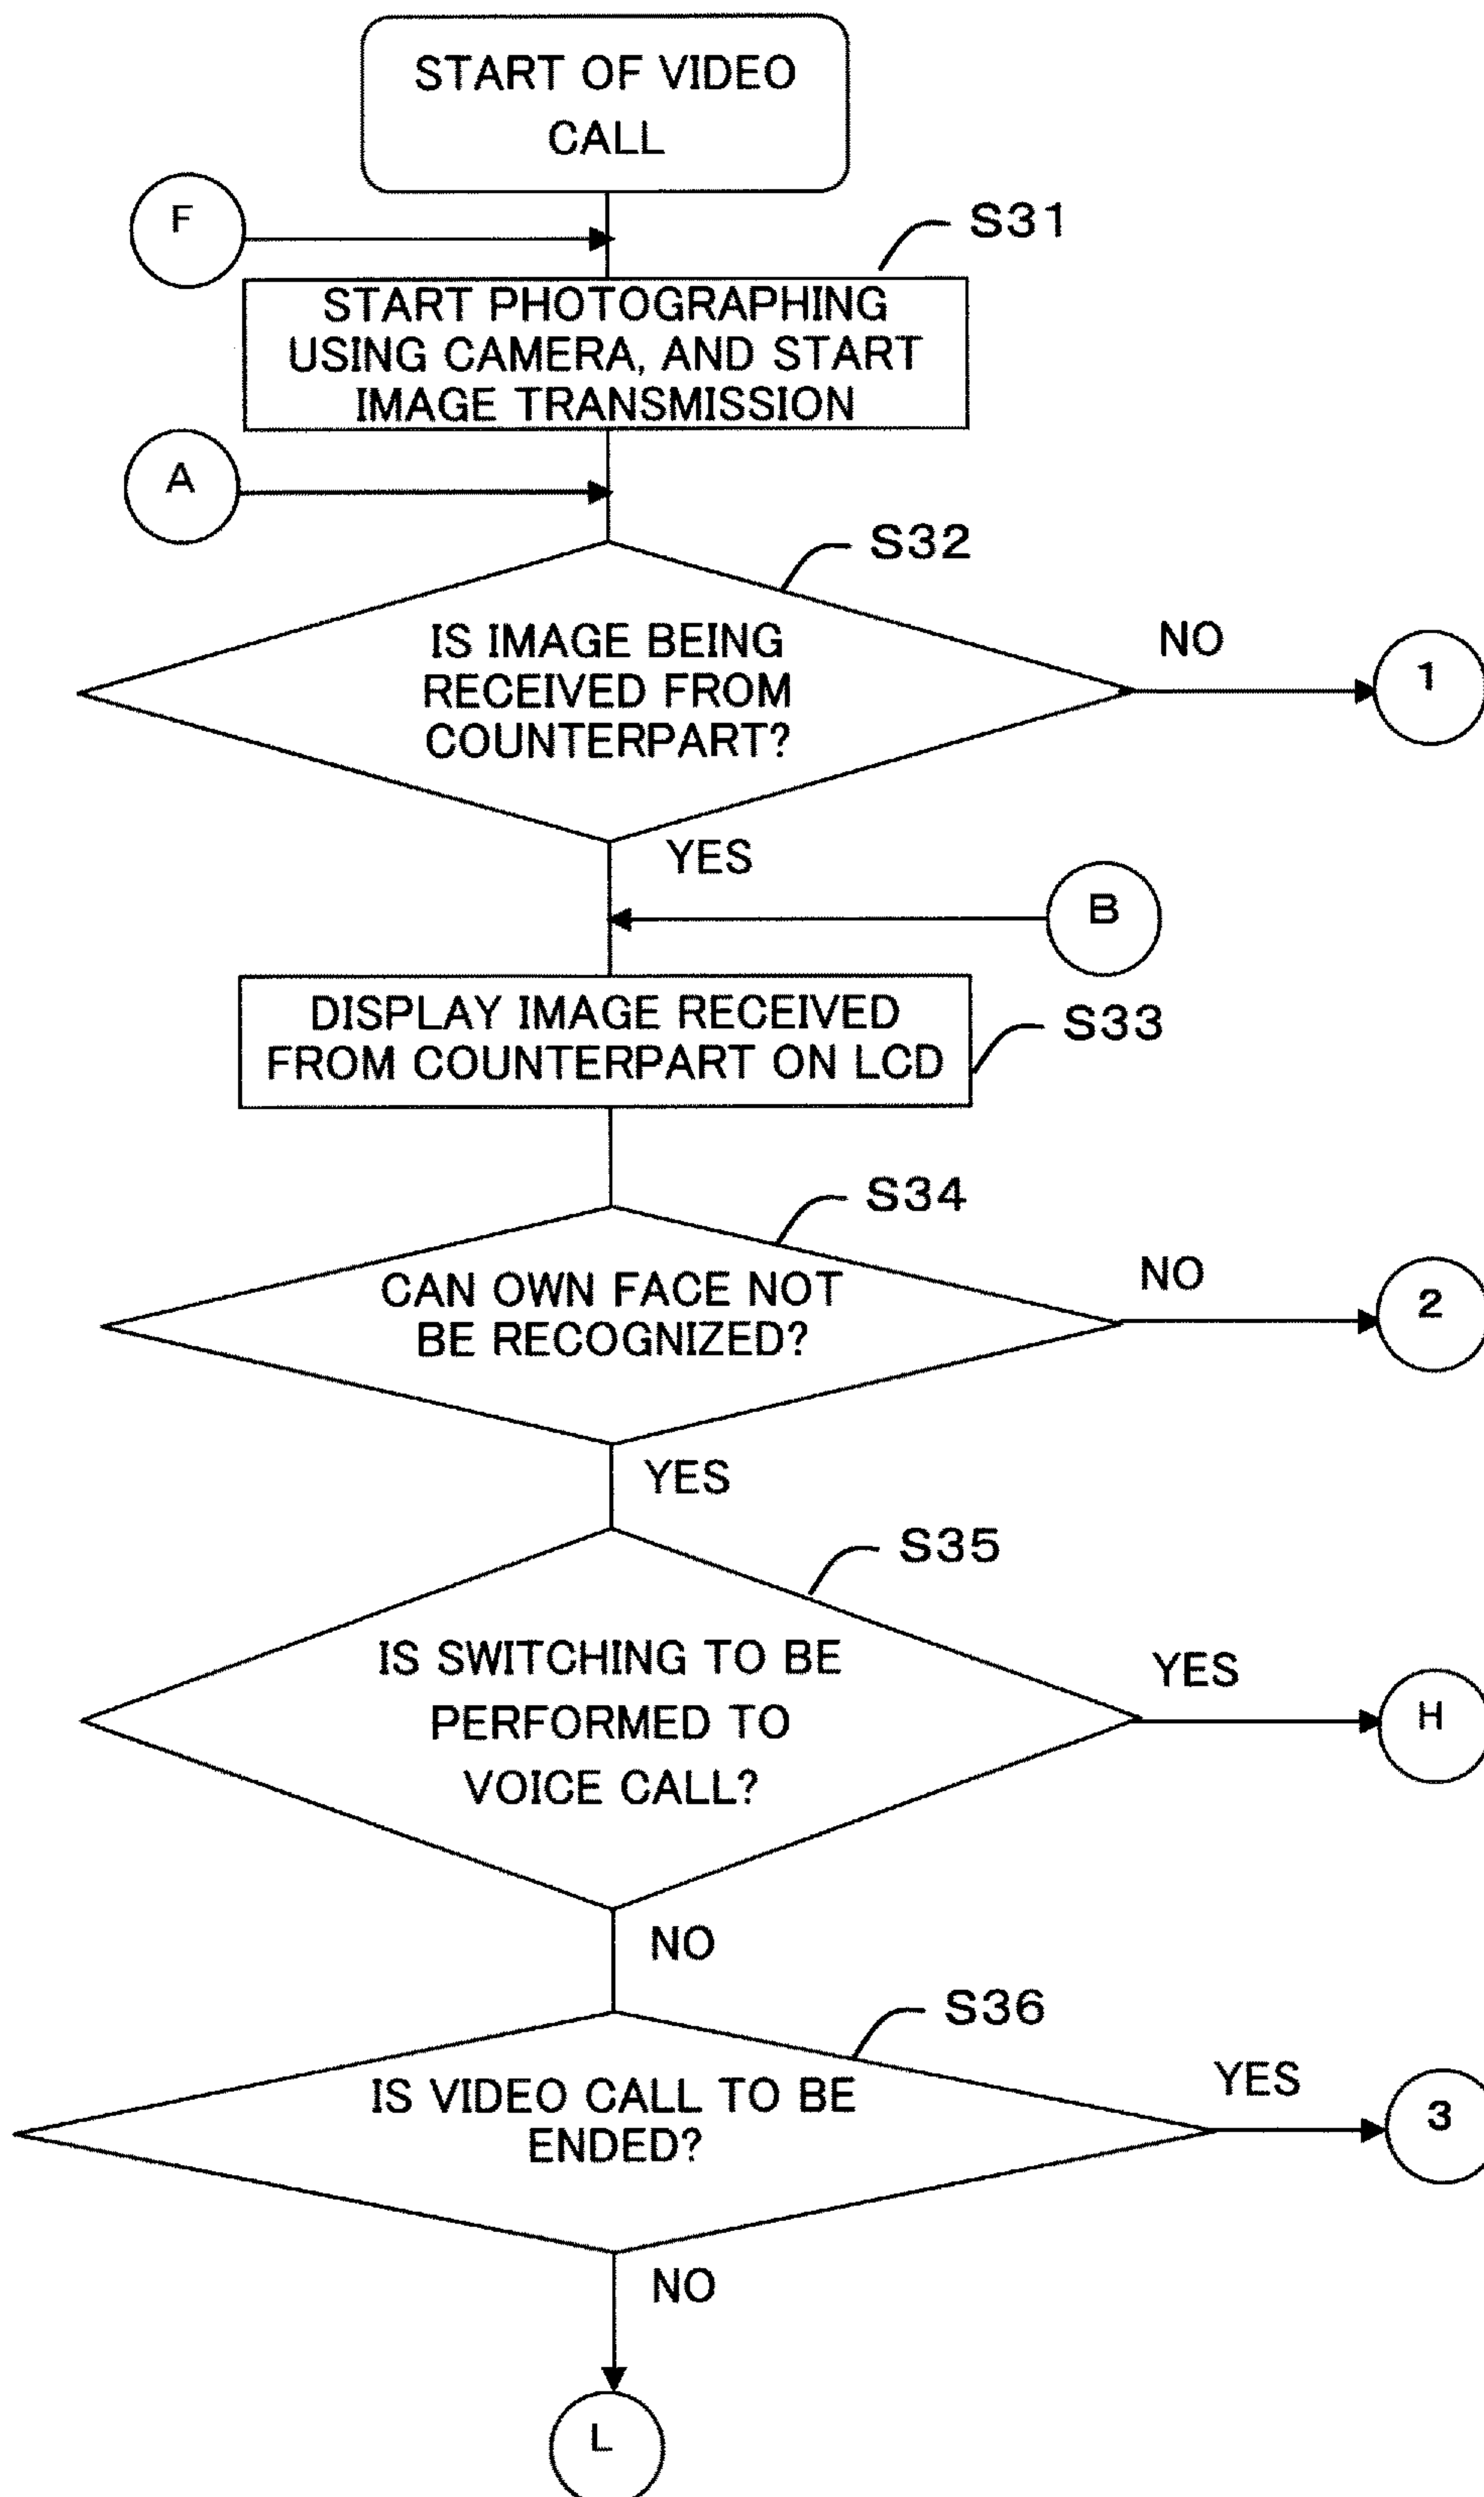 START OF VIDEO
CALL
F
S31
START PHOTOGRAPHING
USING CAMERA, AND START
IMAGE TRANSMISSION
A
S32
IS IMAGE BEING
RECEIVED FROM
COUNTERPART?
NO
1
YES
B
DISPLAY IMAGE RECEIVED
FROM COUNTERPART ON LCD
S33
S34
CAN OWN FACE NOT
BE RECOGNIZED?
NO
2
YES
S35
IS SWITCHING TO BE
PERFORMED TO
VOICE CALL?
YES
H
NO
S36
IS VIDEO CALL TO BE
ENDED?
YES
3
NO
L